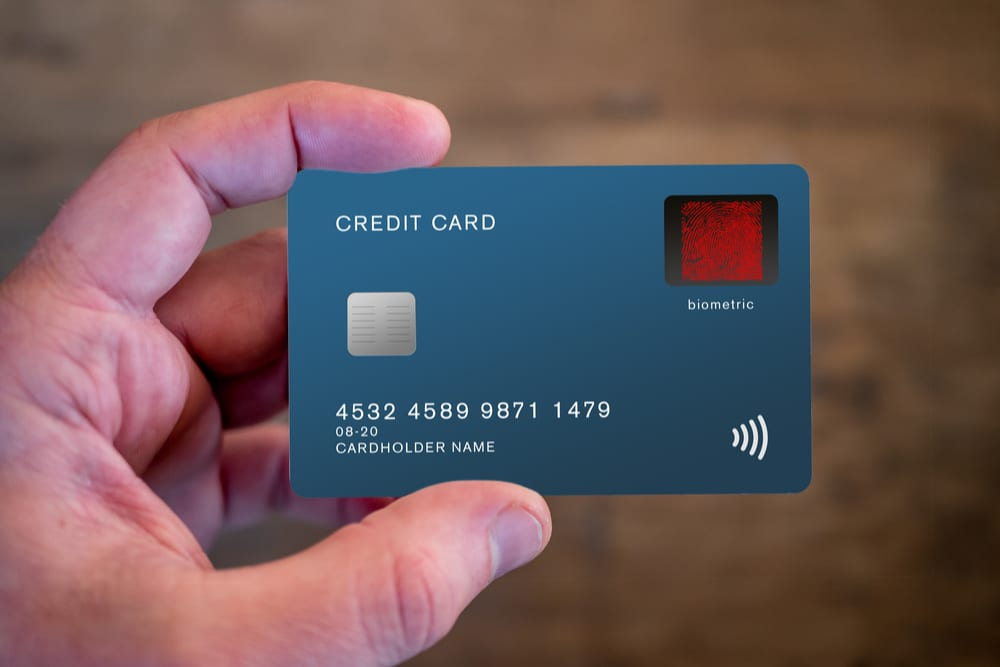 CREDIT CARD
biometric
4532 4589 9871 1479
08-20
CARDHOLDER NAME